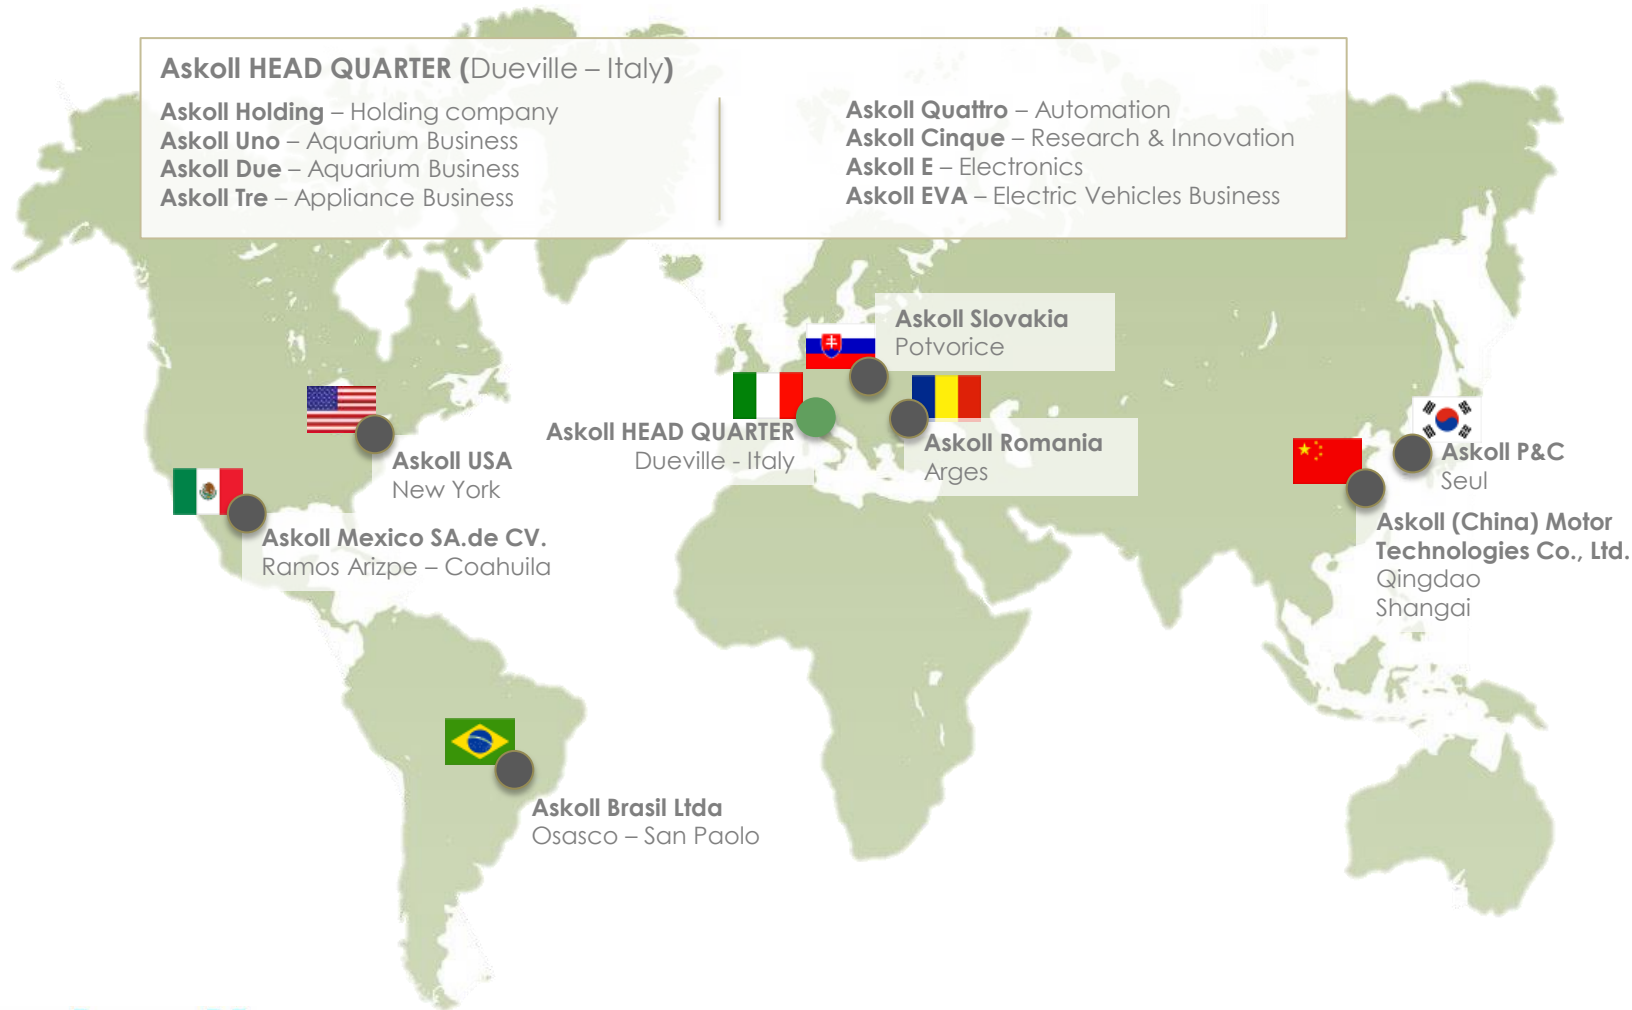 Askoll HEAD QUARTER (Dueville – Italy)
Askoll Holding – Holding company
Askoll Uno – Aquarium Business
Askoll Due – Aquarium Business
Askoll Tre – Appliance Business
Askoll Quattro – Automation
Askoll Cinque – Research & Innovation
Askoll E – Electronics
Askoll EVA – Electric Vehicles Business
Askoll Slovakia
Potvorice
Askoll HEAD QUARTER
Dueville - Italy
Askoll Romania
Arges
Askoll USA
New York
Askoll Mexico SA.de CV.
Ramos Arizpe – Coahuila
Askoll P&C
Seul
Askoll (China) Motor
Technologies Co., Ltd.
Qingdao
Shangai
Askoll Brasil Ltda
Osasco – San Paolo